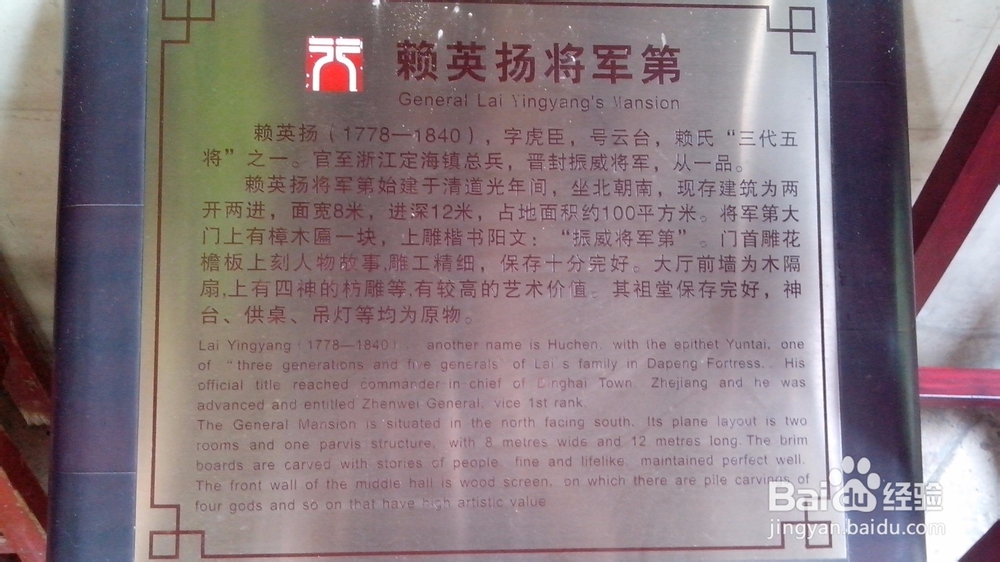 赖英扬将军第
General Lai Yingyang's Mansion
赖英扬（1778—1840），字虎臣，号云台，赖氏“三代五
将”之一。官至浙江定海镇总兵，晋封振威将军，从一品。
赖英扬将军第始建于清道光年间，坐北朝南，现存建筑为两
开两进，面宽8米，进深12米，占地面积约100平方米。将军第大
门上有樟木匾一块，上雕楷书阳文：“振威将军第”。门首雕花
檐板上刻人物故事,雕工精细，保存十分完好。大厅前墙为木隔
扇,上有四神的枋雕等,有较高的艺术价值。其祖堂保存完好，神
台、供桌、吊灯等均为原物。
Lai Yingyang (1778—1840), another name is Huchen, with the epithet Yuntai, one
of "three generations and five generals" of Lai's family in Dapeng Fortress. His
official title reached commander-in-chief of Dinghai Town, Zhejiang and he was
advanced and entitled Zhenwei General, vice 1st rank.
The General Mansion is situated in the north facing south. Its plane layout is two
rooms and one parvis structure, with 8 metres wide and 12 metres long. The brim
boards are carved with stories of people, fine and lifelike, maintained perfect well.
The front wall of the middle hall is wood screen, on which there are pile carvings of
four gods and so on that have high artistic value.
Baidu经验
jingyan.baidu.com